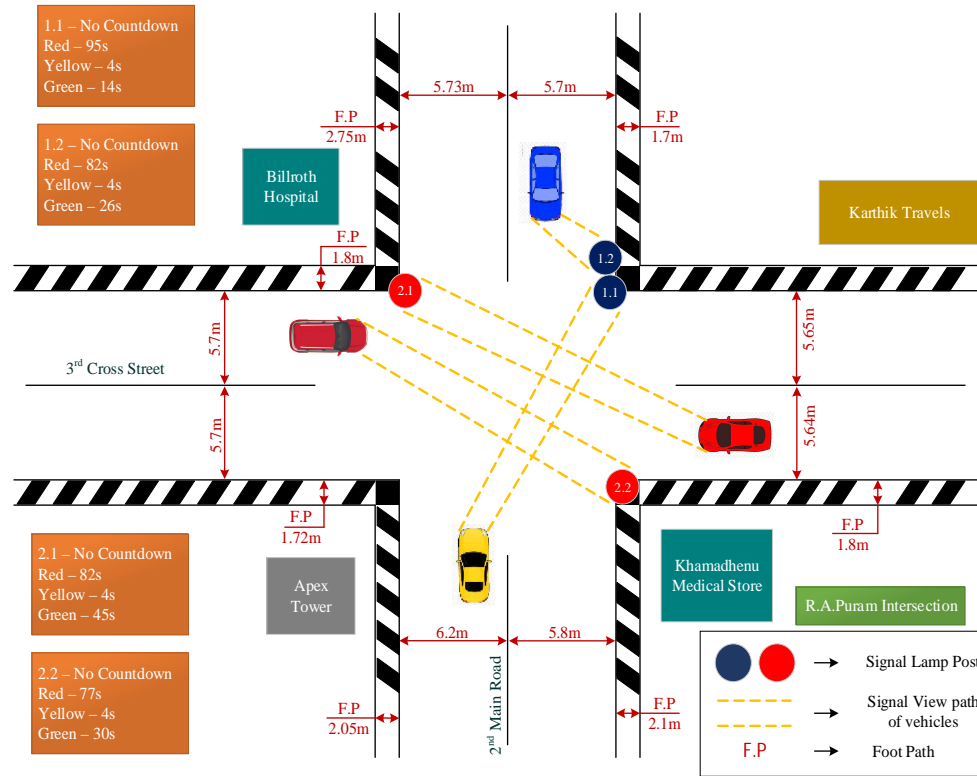 1.1 – No Countdown
Red – 95s
Yellow – 4s
Green – 14s
1.2 – No Countdown
Red – 82s
Yellow – 4s
Green – 26s
5.73m
5.7m
F.P
2.75m
F.P
1.7m
Billroth
Hospital
Karthik Travels
F.P
1.8m
1.2
2.1
1.1
5.7m
5.65m
3rd Cross Street
5.7m
5.64m
2.2
F.P
1.72m
F.P
1.8m
2.1 – No Countdown
Red – 82s
Yellow – 4s
Green – 45s
Apex
Tower
Khamadhenu
Medical Store
R.A.Puram Intersection
6.2m
5.8m
2.2 – No Countdown
Red – 77s
Yellow – 4s
Green – 30s
2nd Main Road
F.P
2.05m
F.P
2.1m
Signal Lamp Post
Signal View path
of vehicles
F.P
Foot Path